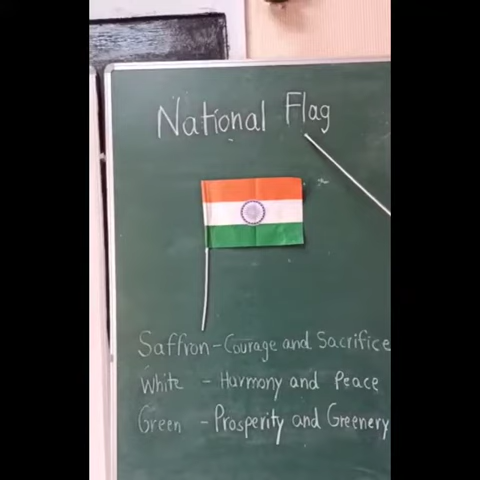 National Flag
Saffron - Courage and Sacrifice
White - Harmony and Peace
Green - Prosperity and Greenery